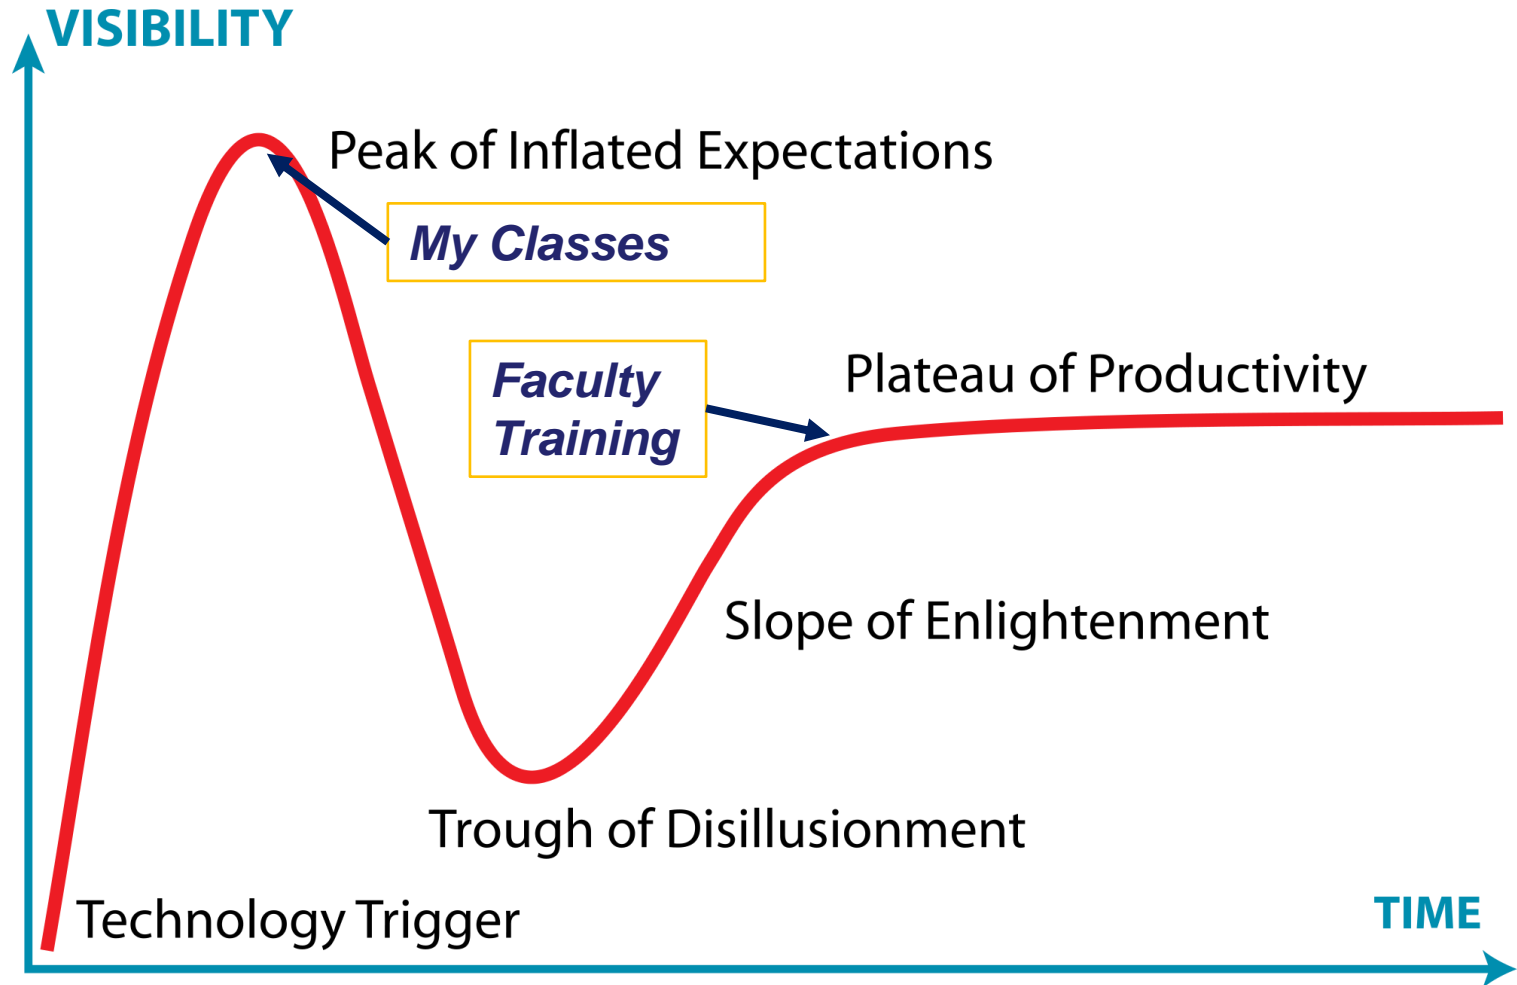 VISIBILITY
Peak of Inflated Expectations
My Classes
Faculty
Training
Plateau of Productivity
Slope of Enlightenment
Trough of Disillusionment
Technology Trigger
TIME